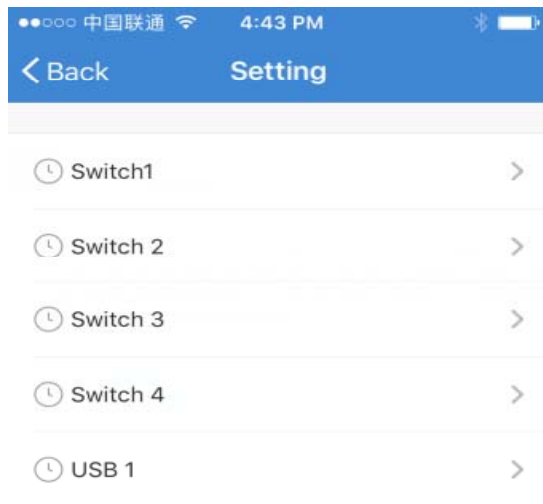 中国联通 4:43 PM
Back Setting
Switch1
Switch 2
Switch 3
Switch 4
USB 1